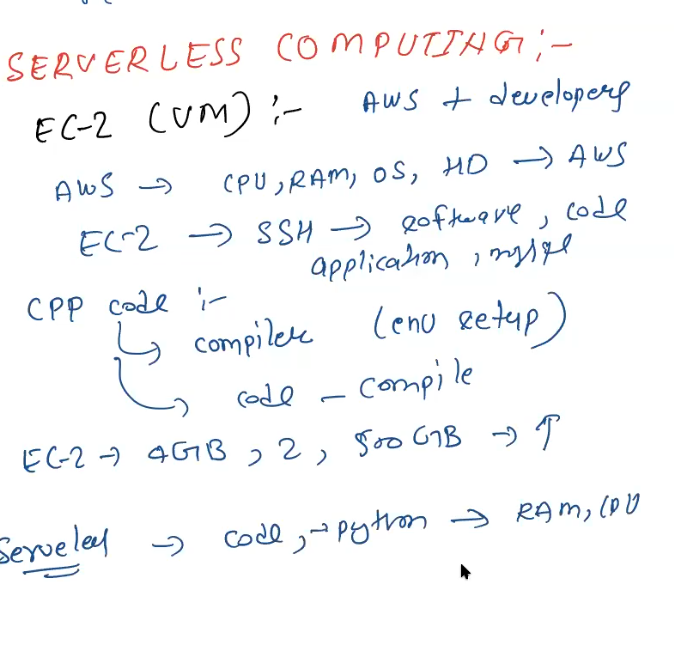 SERVERLESS COMPUTING :-
EC-2 (VM) :- AWS + developers
AWS → CPU, RAM, OS, HD → AWS
EC-2 → SSH → software, code
application, mysql
CPP code :-
compiler (env setup)
code - compile
EC-2 → 4GB, 2, 500 GB → ↑
Serveless → code, → python → RAM, CPU